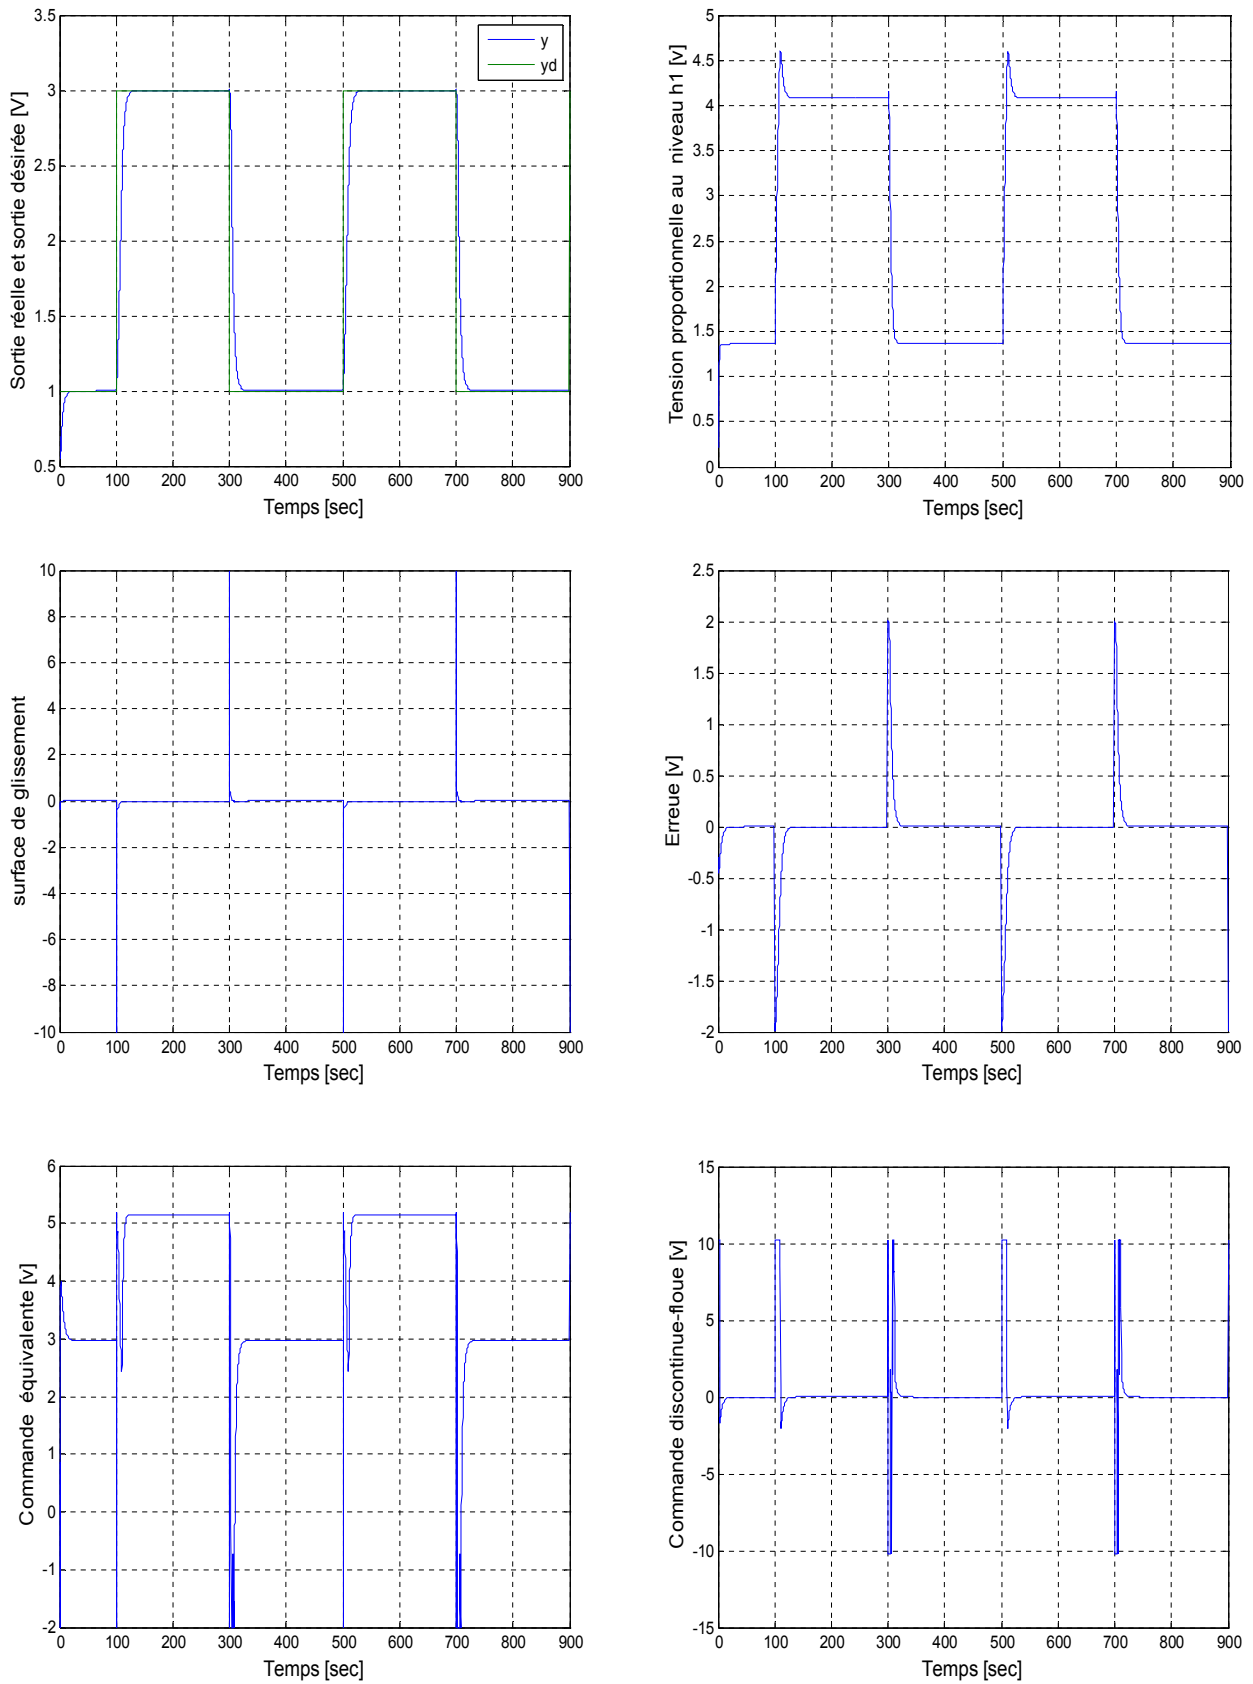 Sortie réelle et sortie désirée [V]
3.5
3
2.5
2
1.5
1
0.5
y
yd
0 100 200 300 400 500 600 700 800 900
Temps [sec]
Tension proportionnelle au niveau h1 [v]
5
4.5
4
3.5
3
2.5
2
1.5
1
0.5
0
0 100 200 300 400 500 600 700 800 900
Temps [sec]
surface de glissement
10
8
6
4
2
0
-2
-4
-6
-8
-10
0 100 200 300 400 500 600 700 800 900
Temps [sec]
Erreue [v]
2.5
2
1.5
1
0.5
0
-0.5
-1
-1.5
-2
0 100 200 300 400 500 600 700 800 900
Temps [sec]
Commande équivalente [v]
6
5
4
3
2
1
0
-1
-2
0 100 200 300 400 500 600 700 800 900
Temps [sec]
Commande discontinue-floue [v]
15
10
5
0
-5
-10
-15
0 100 200 300 400 500 600 700 800 900
Temps [sec]